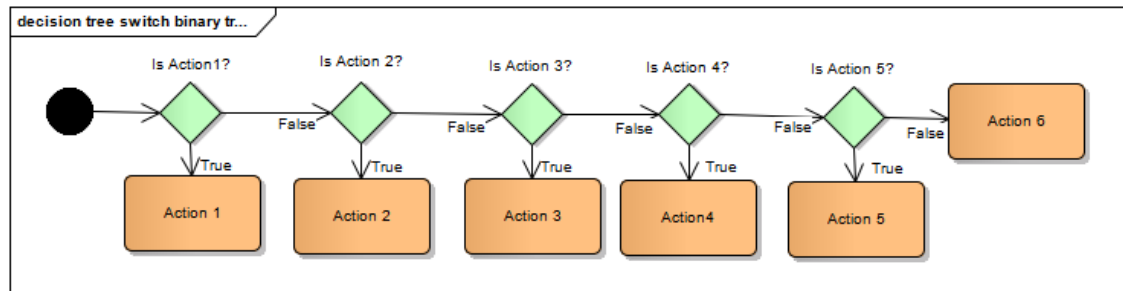 decision tree switch binary tr...
Is Action1?
Is Action 2?
Is Action 3?
Is Action 4?
Is Action 5?
False
False
False
False
False
Action 6
True
True
True
True
True
Action 1
Action 2
Action 3
Action4
Action 5